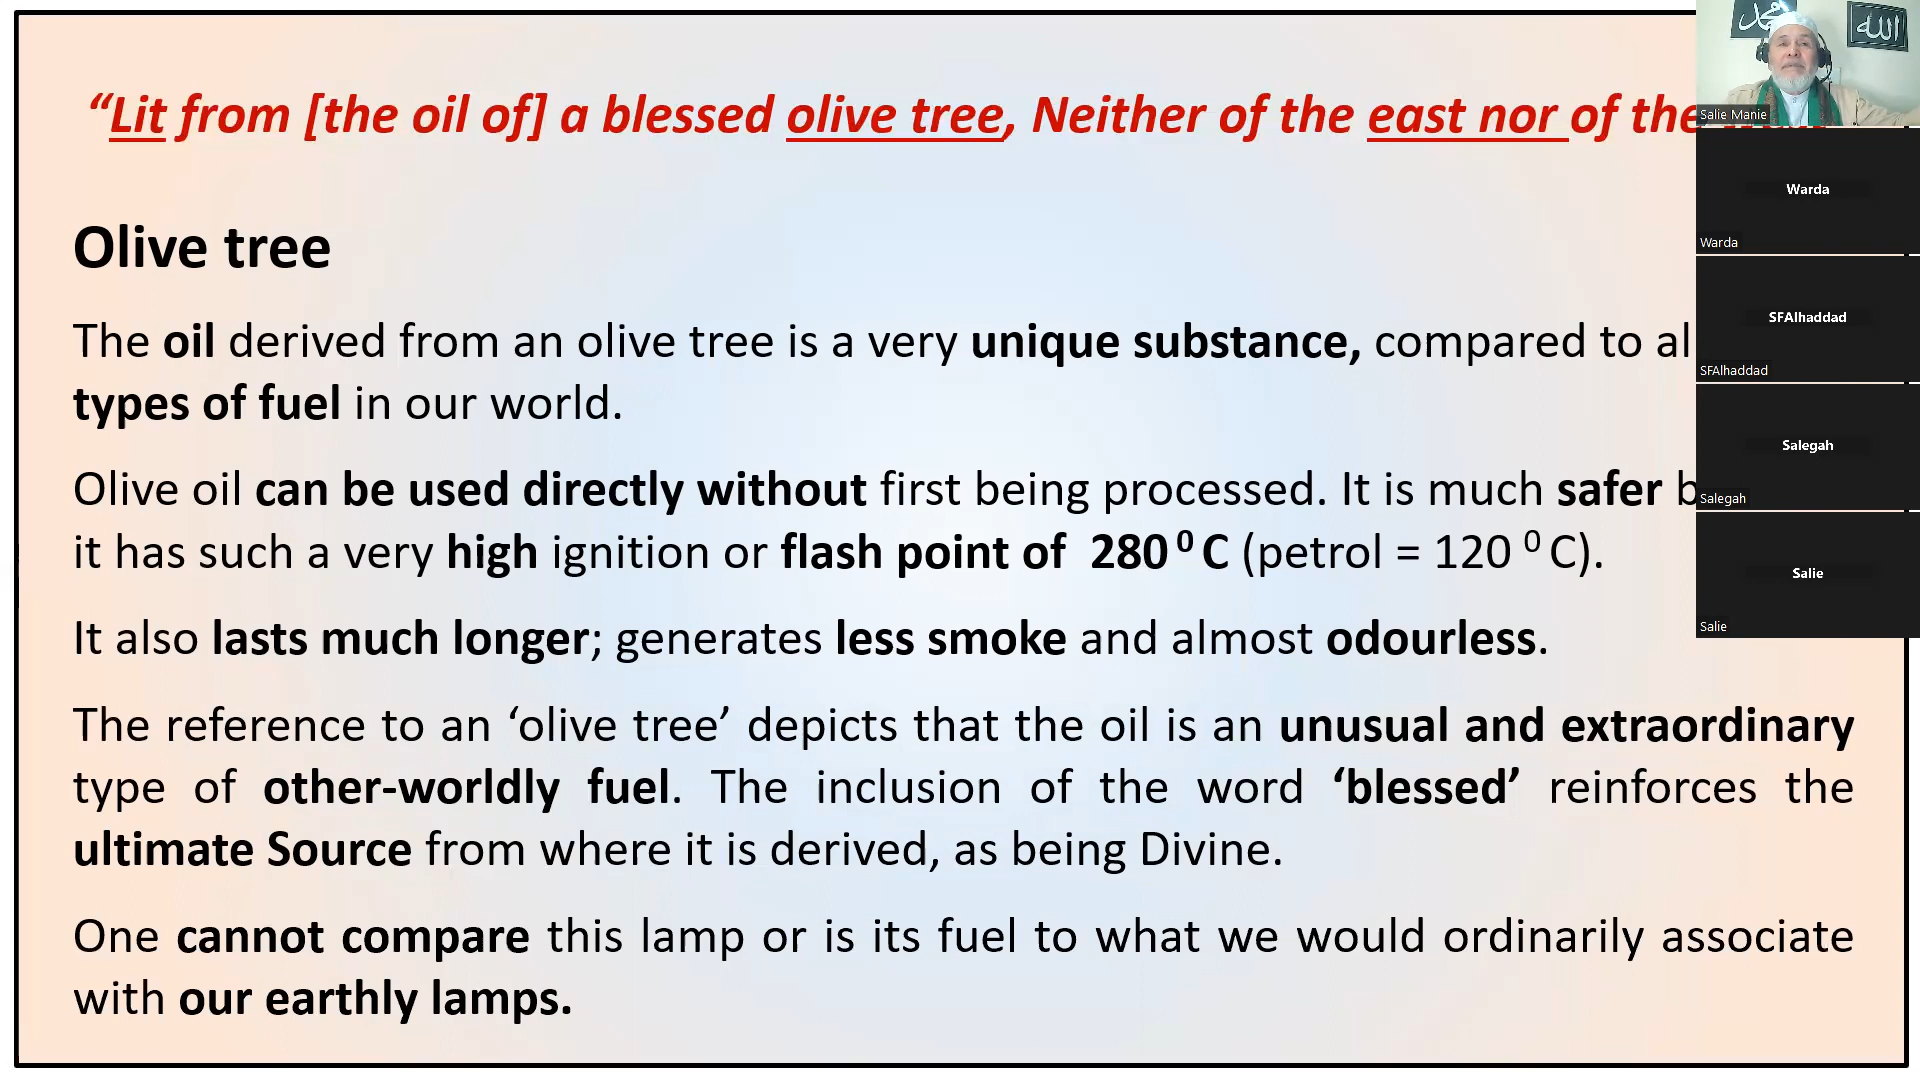 “Lit from [the oil of] a blessed olive tree, Neither of the east nor of the
Olive tree
The oil derived from an olive tree is a very unique substance, compared to
types of fuel in our world.
Olive oil can be used directly without first being processed. It is much safer
it has such a very high ignition or flash point of 280 ⁰ C (petrol = 120 ⁰ C).
It also lasts much longer; generates less smoke and almost odourless.
The reference to an ‘olive tree’ depicts that the oil is an unusual and extraordinary
type of other-worldly fuel. The inclusion of the word ‘blessed’ reinforces the
ultimate Source from where it is derived, as being Divine.
One cannot compare this lamp or is its fuel to what we would ordinarily associate
with our earthly lamps.
محمد
الله
Salie Manie
Warda
Warda
SFAlhaddad
SFAlhaddad
Salegah
Salegah
Salie
Salie